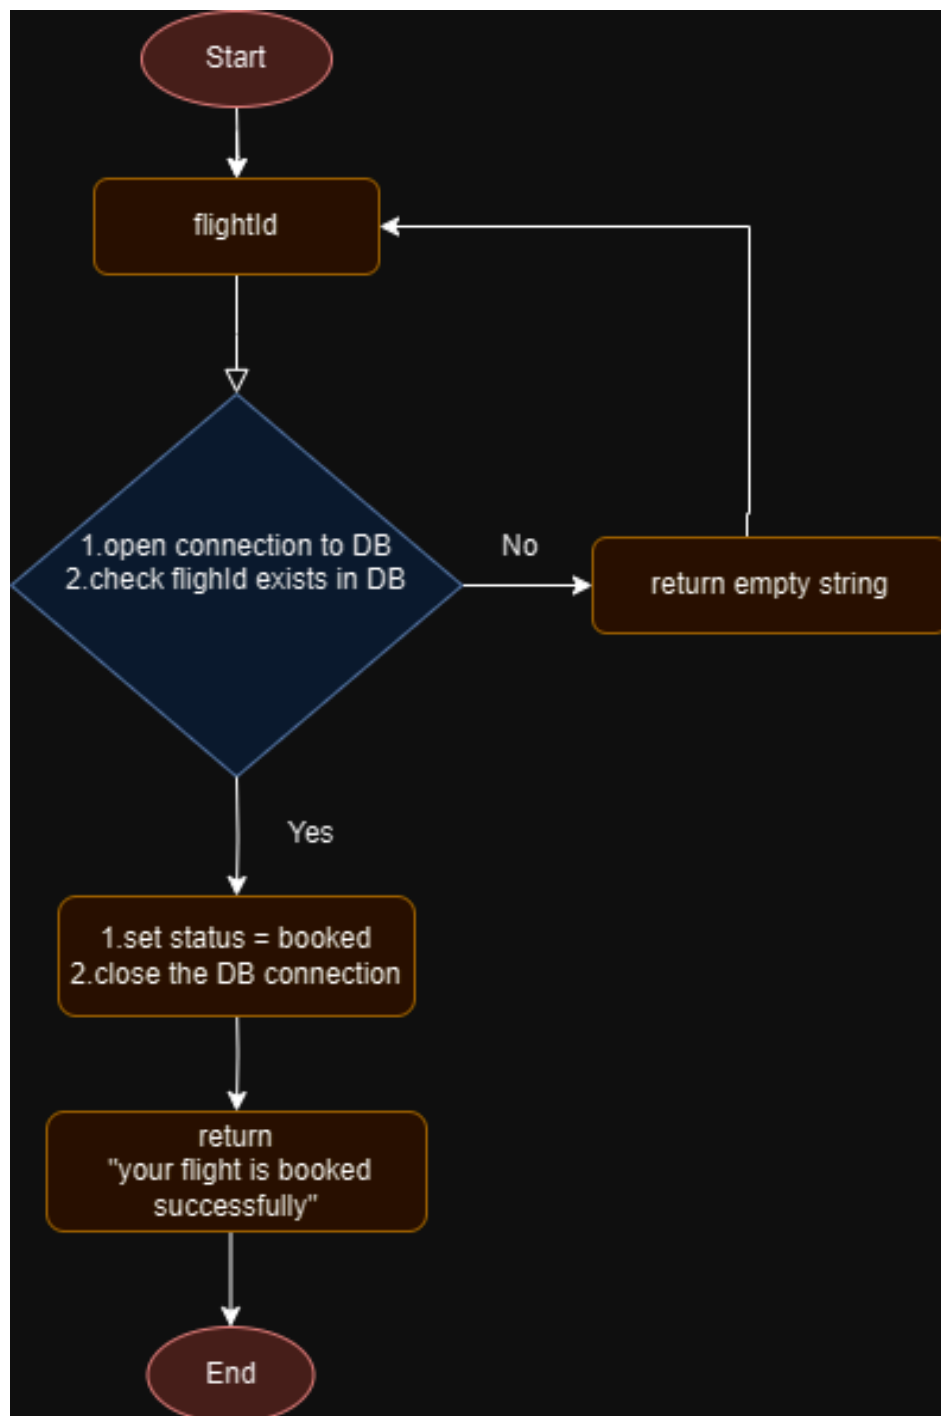 Start
flightId
1.open connection to DB
2.check flighId exists in DB
No
return empty string
Yes
1.set status = booked
2.close the DB connection
return
"your flight is booked
successfully"
End